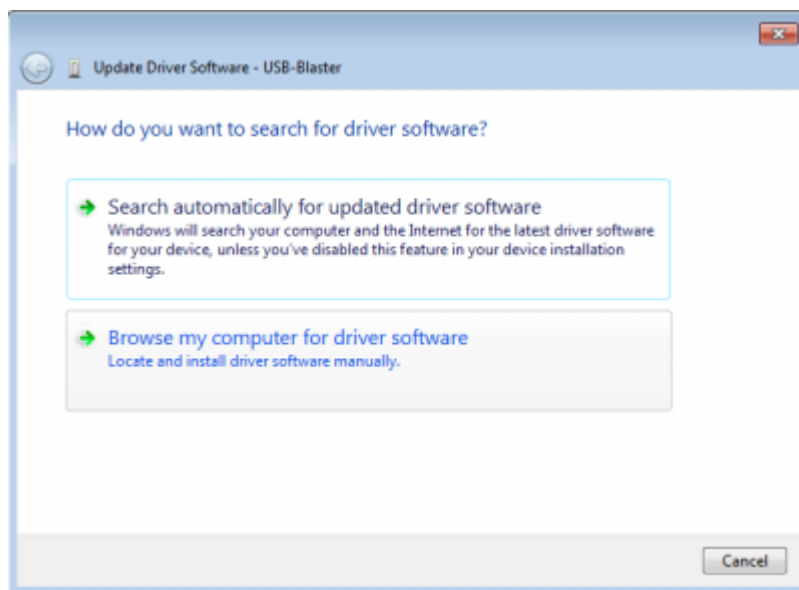 Update Driver Software - USB-Blaster
How do you want to search for driver software?
Search automatically for updated driver software
Windows will search your computer and the Internet for the latest driver software
for your device, unless you've disabled this feature in your device installation
settings.
Browse my computer for driver software
Locate and install driver software manually.
Cancel